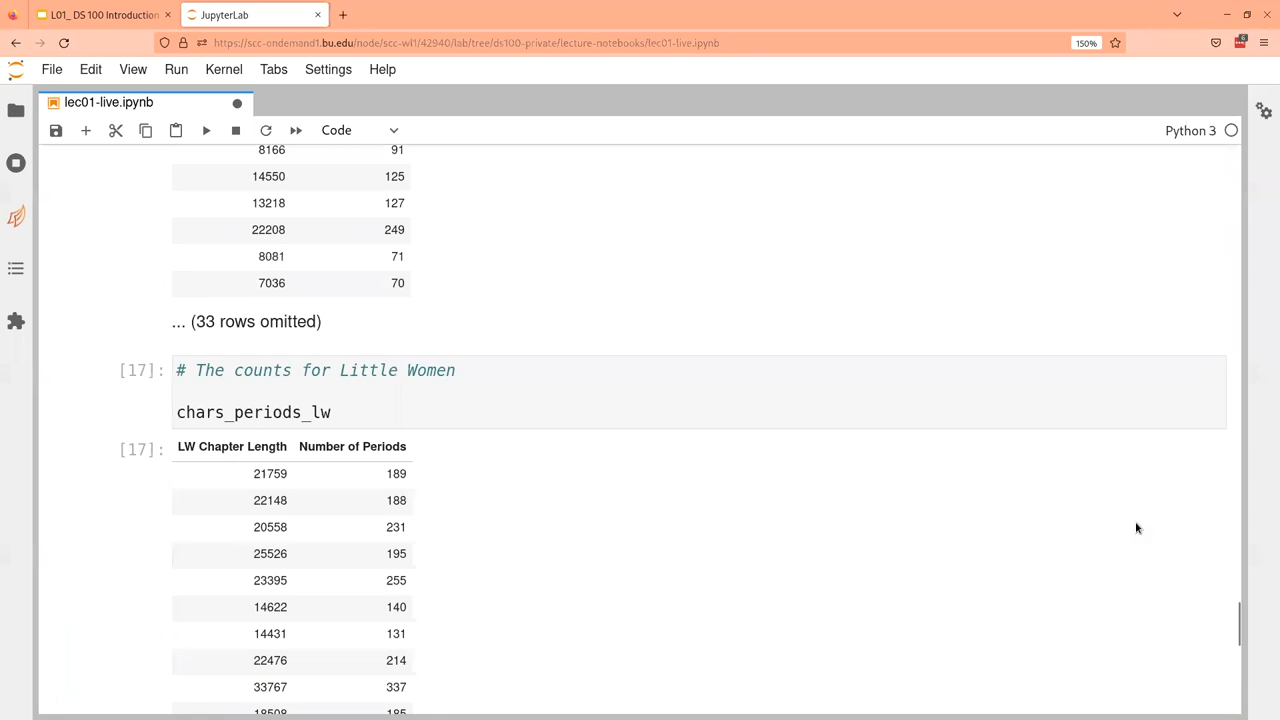 L01_ DS 100 Introduction
JupyterLab
https://scc-ondemand1.bu.edu/node/scc-wl1/42940/lab/tree/ds100-private/lecture-notebooks/lec01-live.ipynb
150%
File Edit View Run Kernel Tabs Settings Help
lec01-live.ipynb
Code
Python 3
8166 91
14550 125
13218 127
22208 249
8081 71
7036 70
... (33 rows omitted)
[17]: # The counts for Little Women
chars_periods_lw
[17]: LW Chapter Length Number of Periods
21759 189
22148 188
20558 231
25526 195
23395 255
14622 140
14431 131
22476 214
33767 337
18508 185